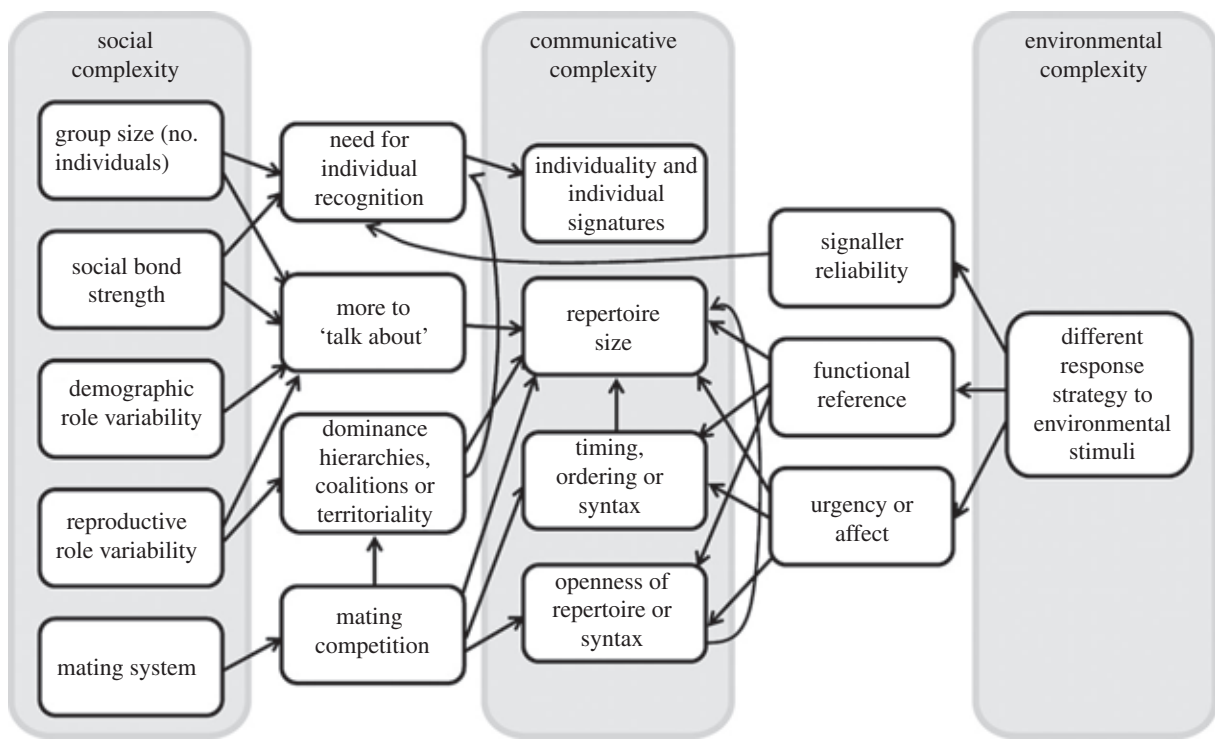 social
complexity
group size (no.
individuals)
social bond
strength
demographic
role variability
reproductive
role variability
mating system
need for
individual
recognition
more to
‘talk about’
dominance
hierarchies,
coalitions or
territoriality
mating
competition
communicative
complexity
individuality and
individual
signatures
repertoire
size
timing,
ordering or
syntax
openness of
repertoire or
syntax
signaller
reliability
functional
reference
urgency or
affect
environmental
complexity
different
response
strategy to
environmental
stimuli